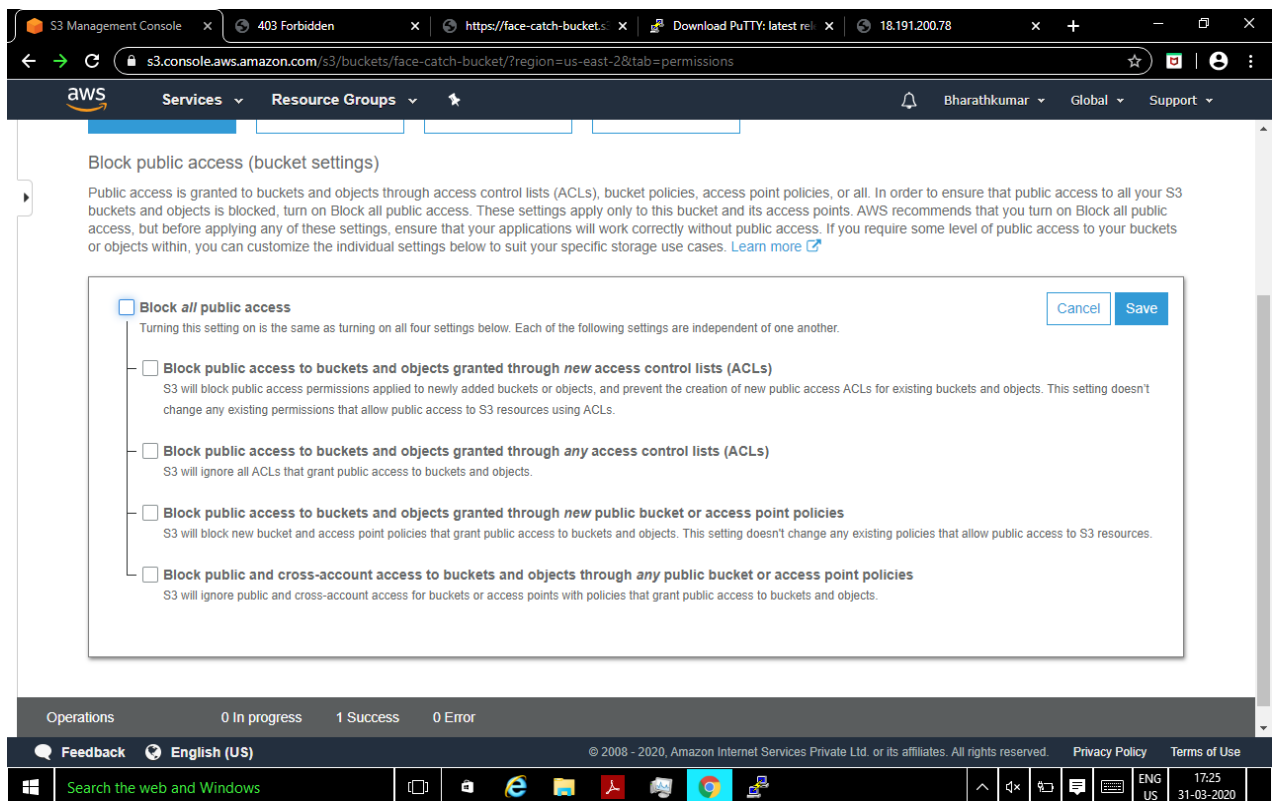 S3 Management Console
403 Forbidden
https://face-catch-bucket.s
Download PuTTY: latest rel
18.191.200.78
s3.console.aws.amazon.com/s3/buckets/face-catch-bucket/?region=us-east-2&tab=permissions
aws
Services
Resource Groups
Bharathkumar
Global
Support
Block public access (bucket settings)
Public access is granted to buckets and objects through access control lists (ACLs), bucket policies, access point policies, or all. In order to ensure that public access to all your S3
buckets and objects is blocked, turn on Block all public access. These settings apply only to this bucket and its access points. AWS recommends that you turn on Block all public
access, but before applying any of these settings, ensure that your applications will work correctly without public access. If you require some level of public access to your buckets
or objects within, you can customize the individual settings below to suit your specific storage use cases. Learn more
Block all public access
Cancel
Save
Turning this setting on is the same as turning on all four settings below. Each of the following settings are independent of one another.
Block public access to buckets and objects granted through new access control lists (ACLs)
S3 will block public access permissions applied to newly added buckets or objects, and prevent the creation of new public access ACLs for existing buckets and objects. This setting doesn't
change any existing permissions that allow public access to S3 resources using ACLs.
Block public access to buckets and objects granted through any access control lists (ACLs)
S3 will ignore all ACLs that grant public access to buckets and objects.
Block public access to buckets and objects granted through new public bucket or access point policies
S3 will block new bucket and access point policies that grant public access to buckets and objects. This setting doesn't change any existing policies that allow public access to S3 resources.
Block public and cross-account access to buckets and objects through any public bucket or access point policies
S3 will ignore public and cross-account access for buckets or access points with policies that grant public access to buckets and objects.
Operations
0 In progress
1 Success
0 Error
Feedback
English (US)
© 2008 - 2020, Amazon Internet Services Private Ltd. or its affiliates. All rights reserved.
Privacy Policy
Terms of Use
Search the web and Windows
ENG
US
17:25
31-03-2020